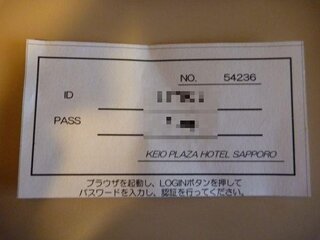 NO. 54236
ID
PASS
KEIO PLAZA HOTEL SAPPORO
ブラウザを起動し、LOGINボタンを押して
パスワードを入力し、認証を行ってください。